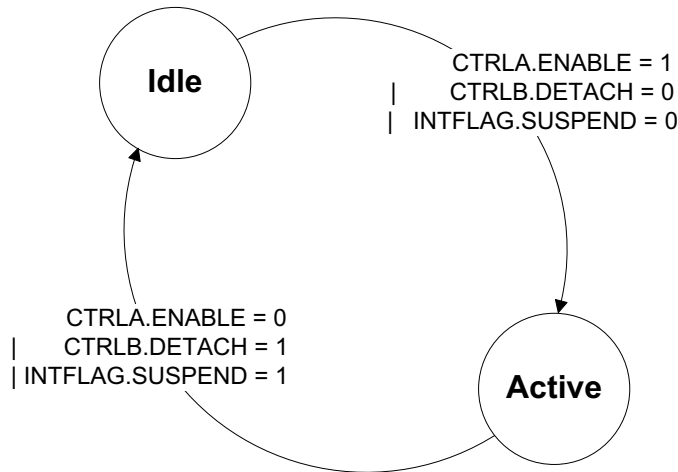 Idle
CTRLA.ENABLE = 1
| CTRLB.DETACH = 0
| INTFLAG.SUSPEND = 0
CTRLA.ENABLE = 0
| CTRLB.DETACH = 1
| INTFLAG.SUSPEND = 1
Active